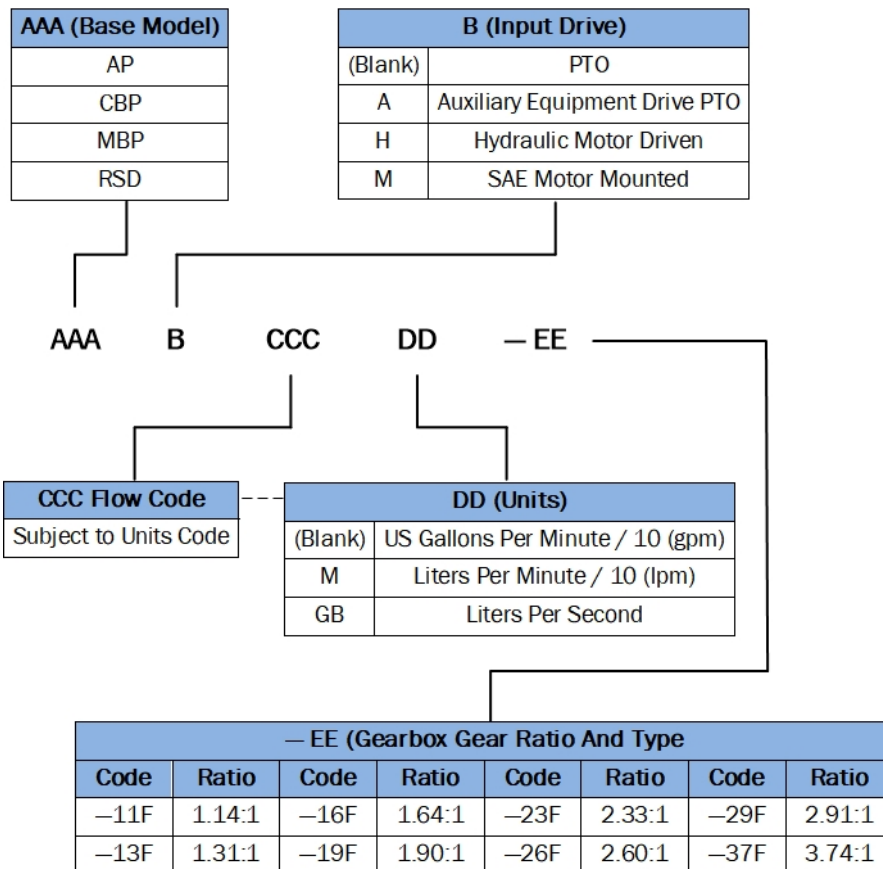 AAA (Base Model)
AP
CBP
MBP
RSD
B (Input Drive)
(Blank) PTO
A Auxiliary Equipment Drive PTO
H Hydraulic Motor Driven
M SAE Motor Mounted
AAA B CCC DD — EE
CCC Flow Code
Subject to Units Code
DD (Units)
(Blank) US Gallons Per Minute / 10 (gpm)
M Liters Per Minute / 10 (lpm)
GB Liters Per Second
— EE (Gearbox Gear Ratio And Type
Code Ratio Code Ratio Code Ratio Code Ratio
—11F 1.14:1 —16F 1.64:1 —23F 2.33:1 —29F 2.91:1
—13F 1.31:1 —19F 1.90:1 —26F 2.60:1 —37F 3.74:1